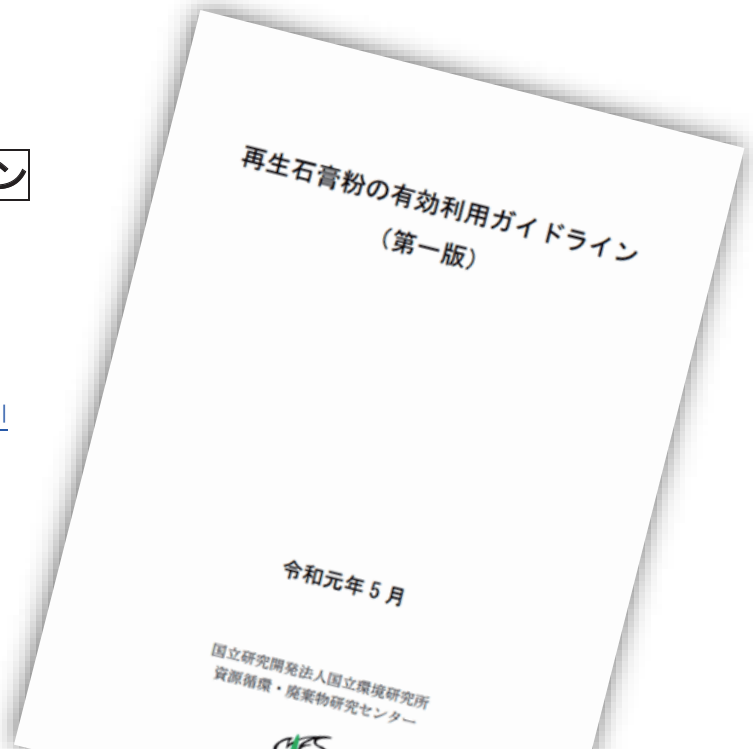 ン
再生石膏粉の有効利用ガイドライン
（第一版）
令和元年５月
国立研究開発法人国立環境研究所
資源循環・廃棄物研究センター